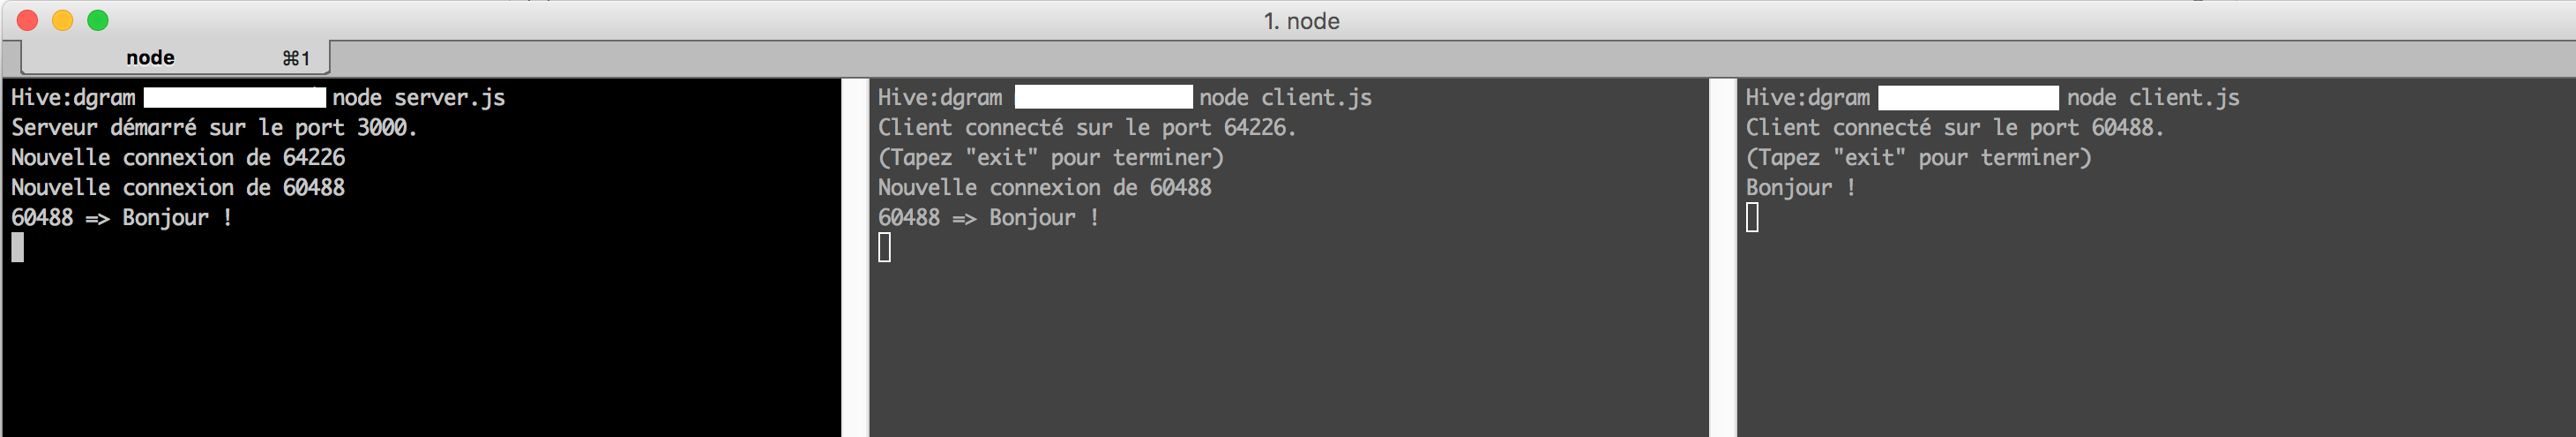 1. node
node ⌘1
Hive:dgram node server.js
Serveur démarré sur le port 3000.
Nouvelle connexion de 64226
Nouvelle connexion de 60488
60488 => Bonjour !
Hive:dgram node client.js
Client connecté sur le port 64226.
(Tapez "exit" pour terminer)
Nouvelle connexion de 60488
60488 => Bonjour !
Hive:dgram node client.js
Client connecté sur le port 60488.
(Tapez "exit" pour terminer)
Bonjour !